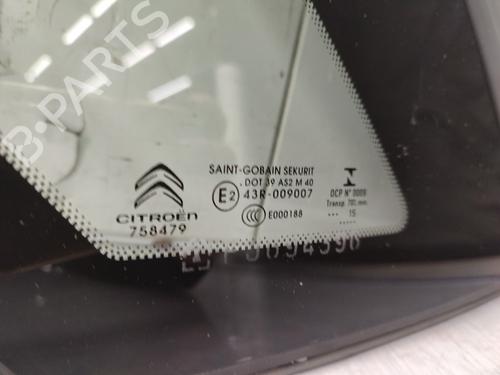 B-PARTS
CITROËN
758479
SAINT-GOBAIN SEKURIT
DOT 39 AS2 M 40
E2 43R-009007
CCC E000188
DCP N° 0009
Transp. 70% min.
15